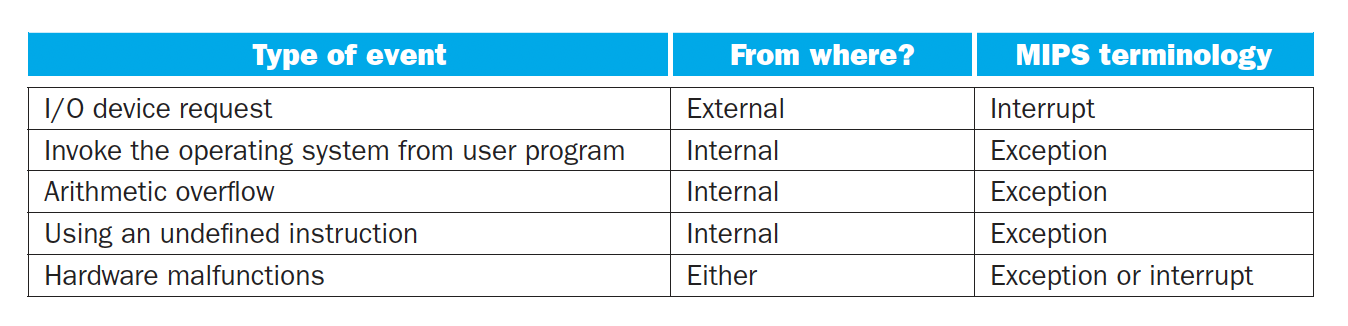 Type of event From where? MIPS terminology
I/O device request External Interrupt
Invoke the operating system from user program Internal Exception
Arithmetic overflow Internal Exception
Using an undefined instruction Internal Exception
Hardware malfunctions Either Exception or interrupt